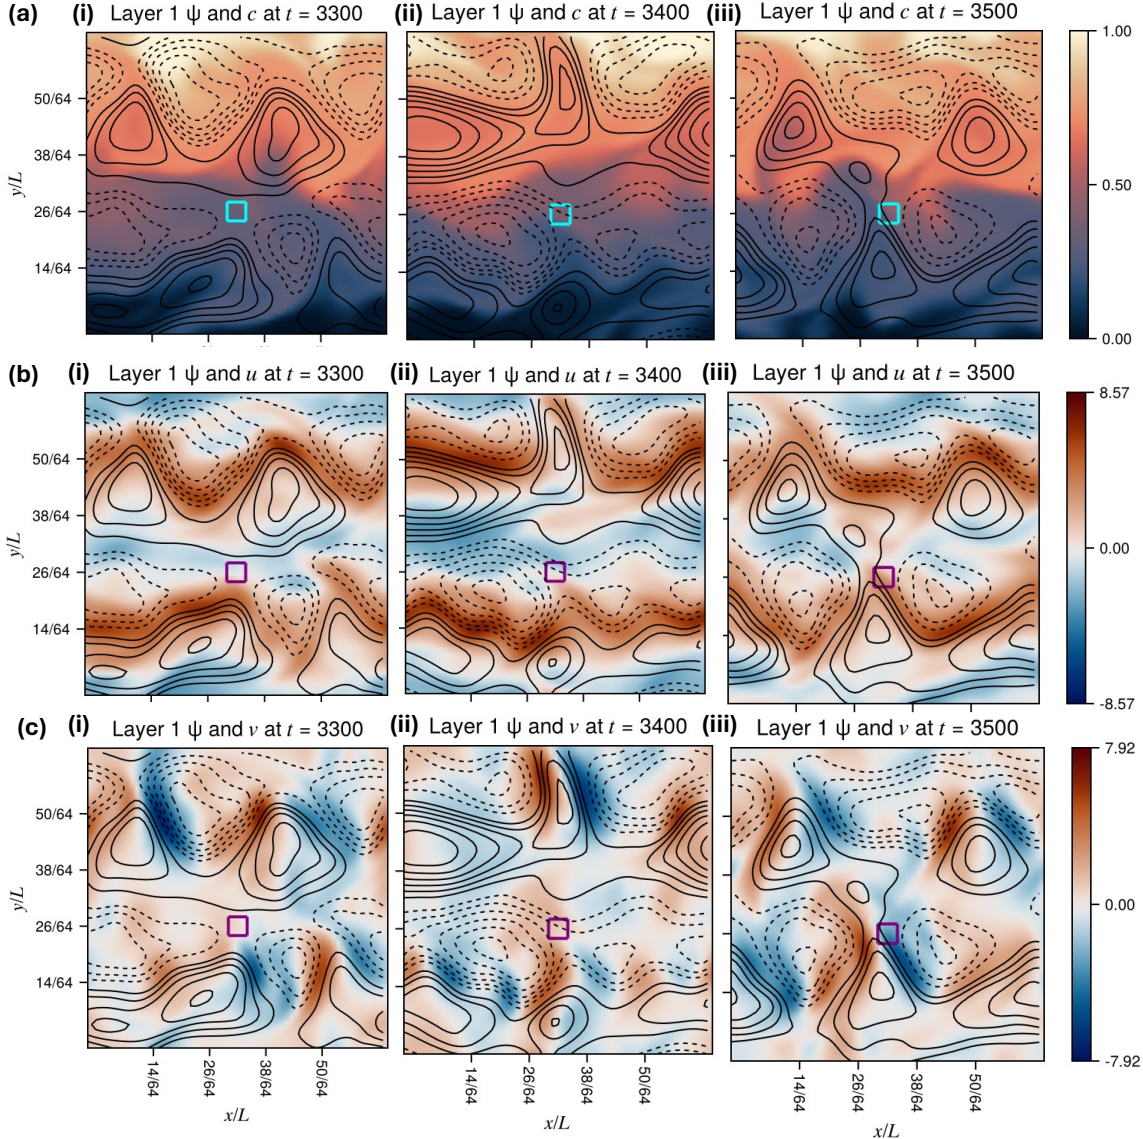 (a) (i) Layer 1 ψ and c at t = 3300 (ii) Layer 1 ψ and c at t = 3400 (iii) Layer 1 ψ and c at t = 3500
1.00
50/64
38/64
0.50
y/L
26/64
14/64
0.00
(b) (i) Layer 1 ψ and u at t = 3300 (ii) Layer 1 ψ and u at t = 3400 (iii) Layer 1 ψ and u at t = 3500
8.57
50/64
38/64
0.00
y/L
26/64
14/64
-8.57
(c) (i) Layer 1 ψ and v at t = 3300 (ii) Layer 1 ψ and v at t = 3400 (iii) Layer 1 ψ and v at t = 3500
7.92
50/64
38/64
0.00
y/L
26/64
14/64
-7.92
14/64 26/64 38/64 50/64 14/64 26/64 38/64 50/64 14/64 26/64 38/64 50/64
x/L x/L x/L